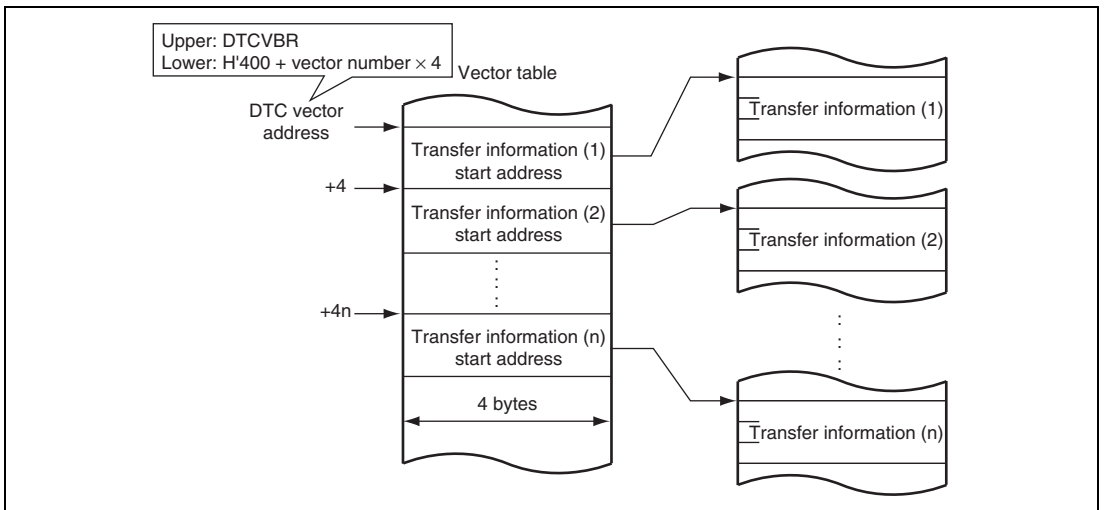 Upper: DTCVBR
Lower: H'400 + vector number × 4
Vector table
DTC vector
address
Transfer information (1)
start address
+4
Transfer information (2)
start address
+4n
Transfer information (n)
start address
4 bytes
Transfer information (1)
Transfer information (2)
Transfer information (n)